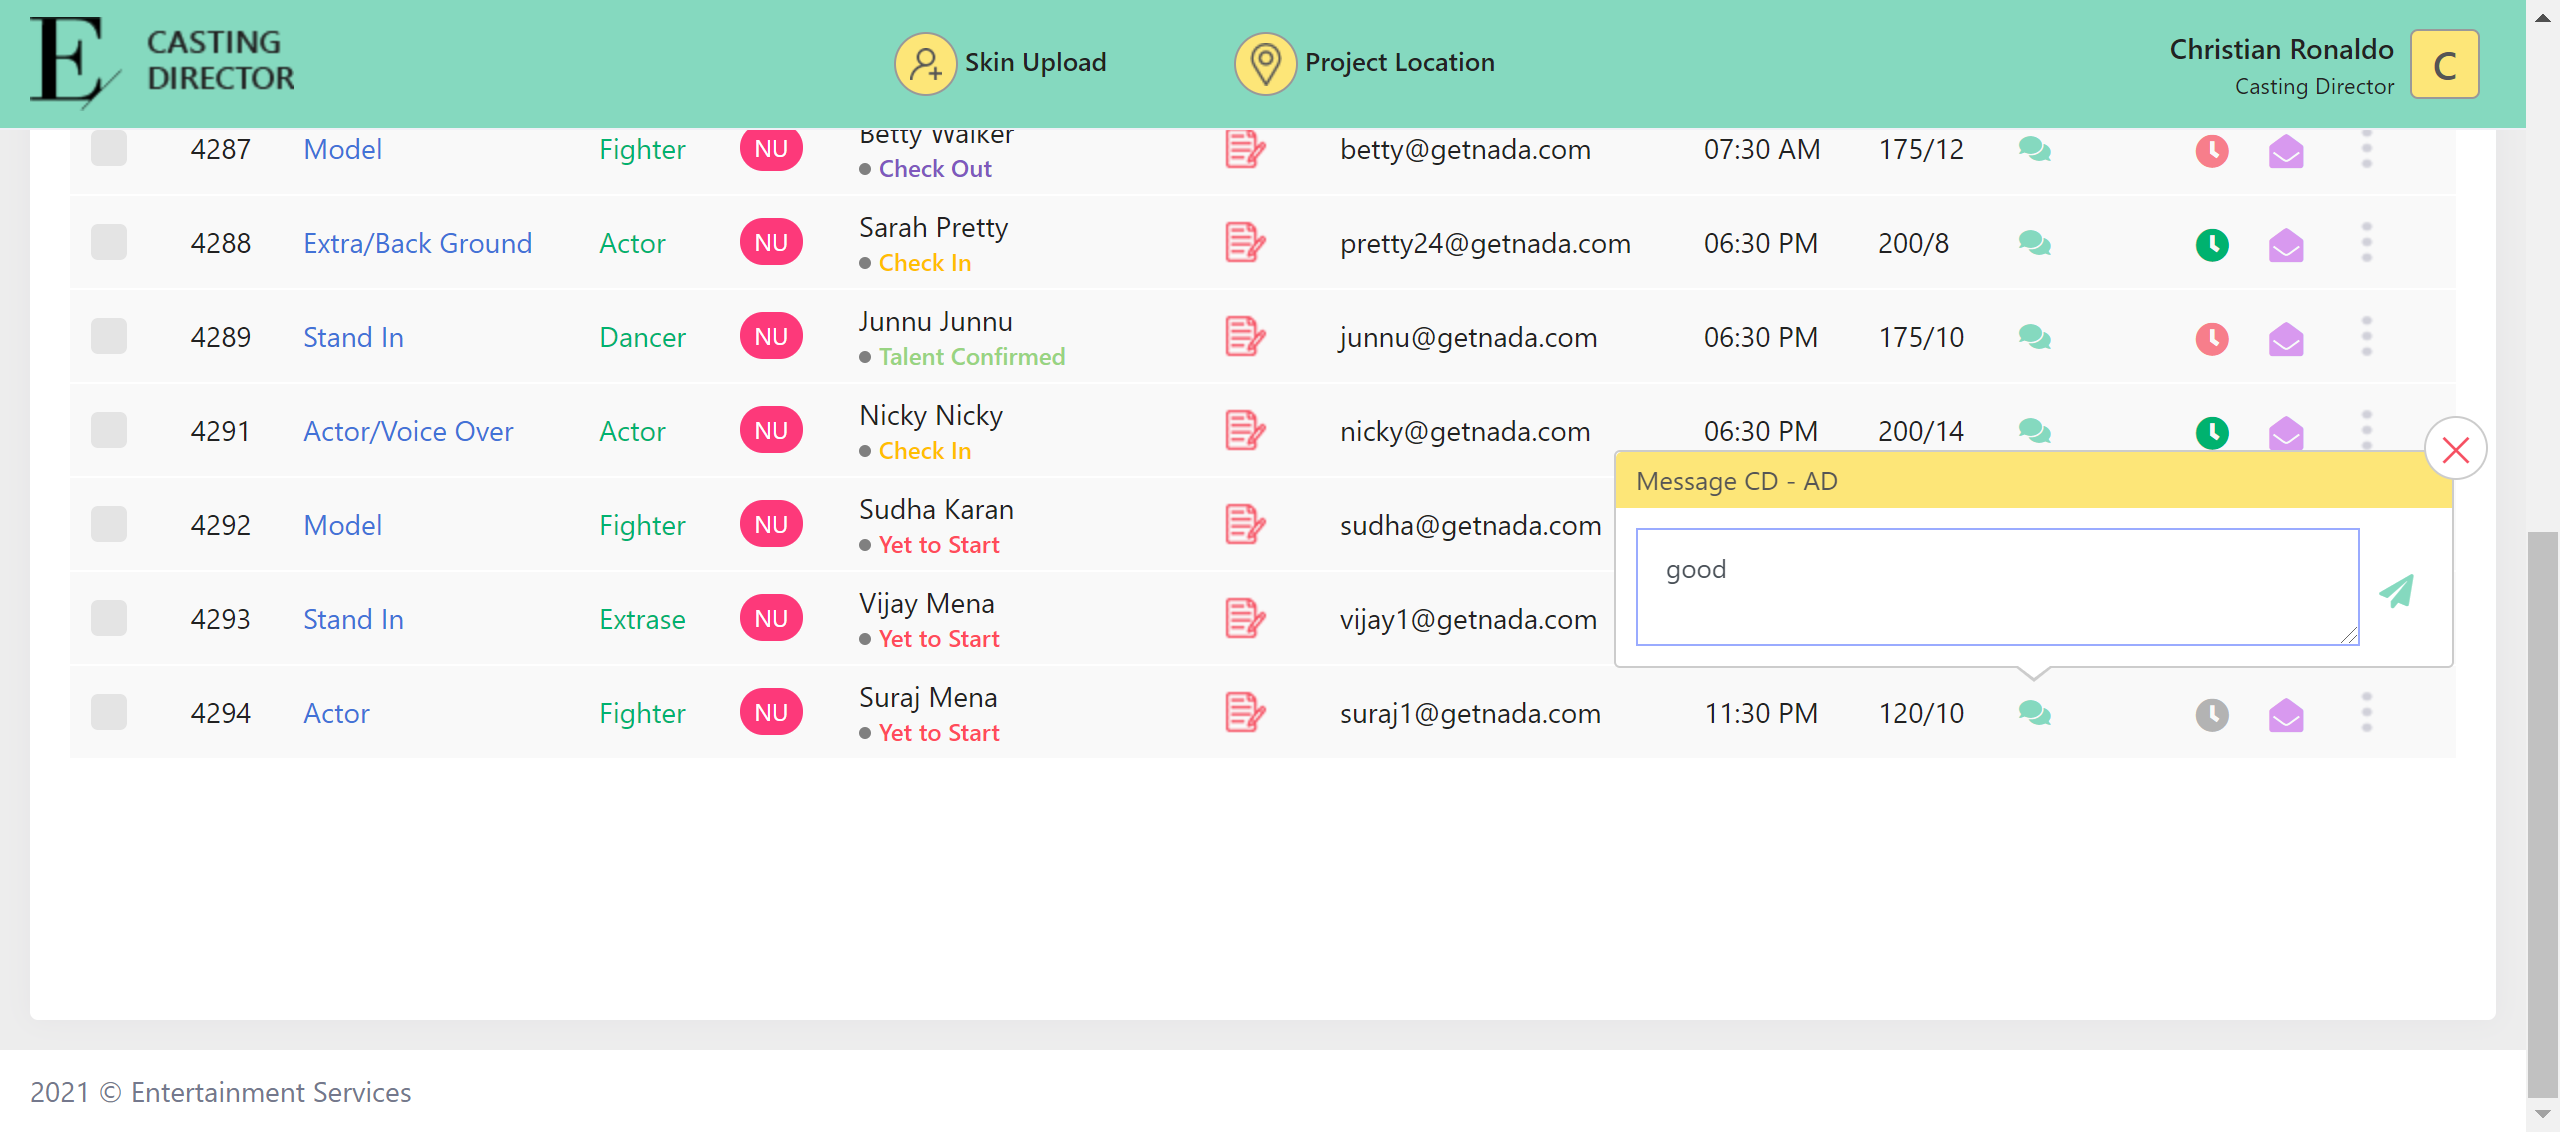 E CASTING
DIRECTOR
Skin Upload
Project Location
Christian Ronaldo
Casting Director
C
4287 Model Fighter NU Betty Walker betty@getnada.com 07:30 AM 175/12
Check Out
4288 Extra/Back Ground Actor NU Sarah Pretty pretty24@getnada.com 06:30 PM 200/8
Check In
4289 Stand In Dancer NU Junnu Junnu junnu@getnada.com 06:30 PM 175/10
Talent Confirmed
4291 Actor/Voice Over Actor NU Nicky Nicky nicky@getnada.com 06:30 PM 200/14
Check In
Message CD - AD
4292 Model Fighter NU Sudha Karan sudha@getnada.com
Yet to Start
good
4293 Stand In Extrase NU Vijay Mena vijay1@getnada.com
Yet to Start
4294 Actor Fighter NU Suraj Mena suraj1@getnada.com 11:30 PM 120/10
Yet to Start
2021 © Entertainment Services